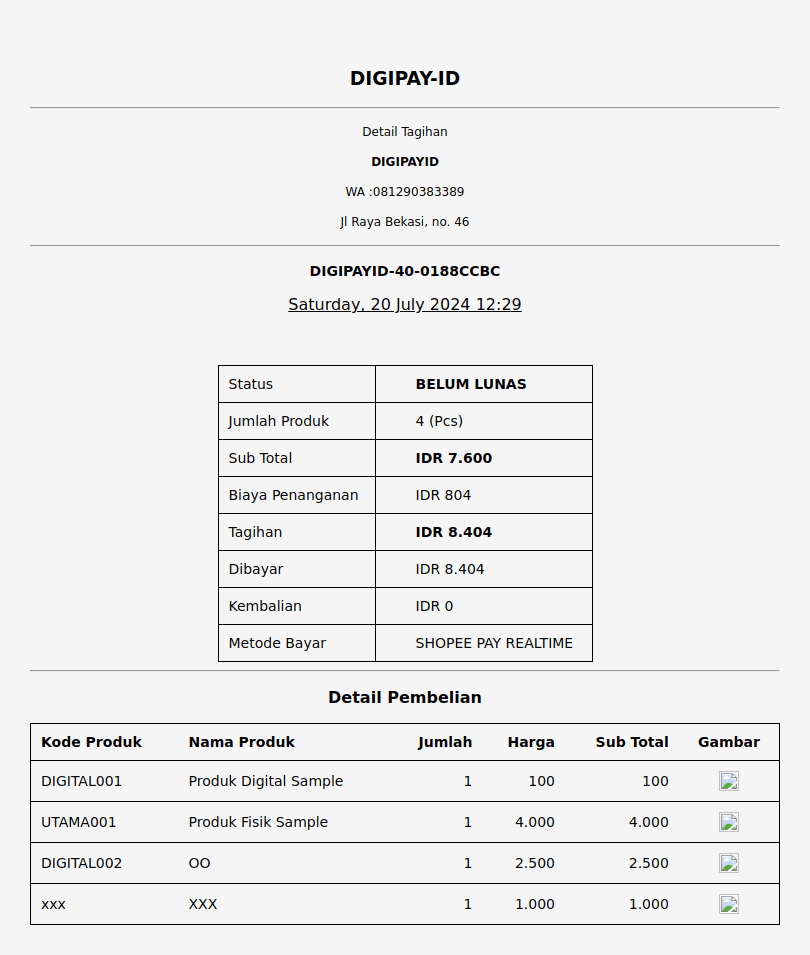 DIGIPAY-ID
Detail Tagihan
DIGIPAYID
WA :081290383389
Jl Raya Bekasi, no. 46
DIGIPAYID-40-0188CCBC
Saturday, 20 July 2024 12:29
Status BELUM LUNAS
Jumlah Produk 4 (Pcs)
Sub Total IDR 7.600
Biaya Penanganan IDR 804
Tagihan IDR 8.404
Dibayar IDR 8.404
Kembalian IDR 0
Metode Bayar SHOPEE PAY REALTIME
Detail Pembelian
Kode Produk Nama Produk Jumlah Harga Sub Total Gambar
DIGITAL001 Produk Digital Sample 1 100 100
UTAMA001 Produk Fisik Sample 1 4.000 4.000
DIGITAL002 OO 1 2.500 2.500
xxx XXX 1 1.000 1.000